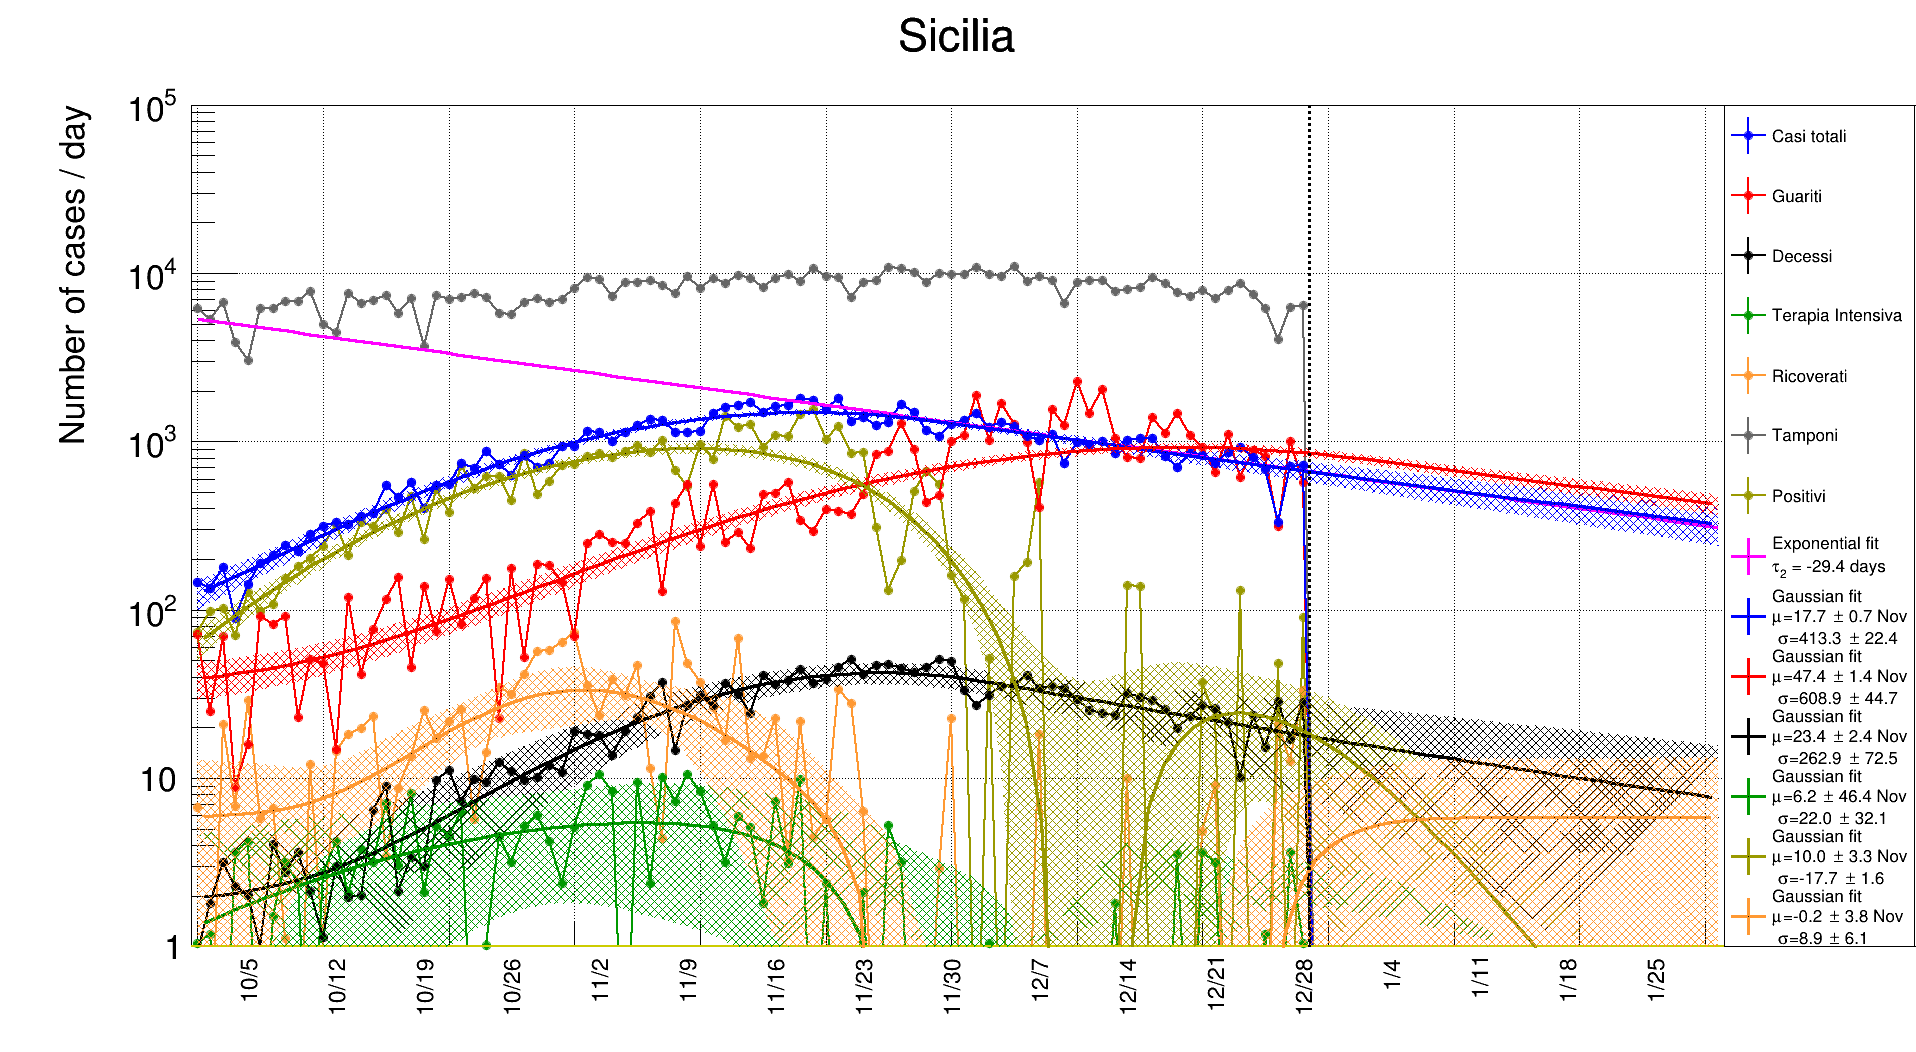 Sicilia
Number of cases / day
10^5
10^4
10^3
10^2
10
1
10/5
10/12
10/19
10/26
11/2
11/9
11/16
11/23
11/30
12/7
12/14
12/21
12/28
1/4
1/11
1/18
1/25
Casi totali
Guariti
Decessi
Terapia Intensiva
Ricoverati
Tamponi
Positivi
Exponential fit
τ₂ = -29.4 days
Gaussian fit
μ=17.7 ± 0.7 Nov
σ=413.3 ± 22.4
Gaussian fit
μ=47.4 ± 1.4 Nov
σ=608.9 ± 44.7
Gaussian fit
μ=23.4 ± 2.4 Nov
σ=262.9 ± 72.5
Gaussian fit
μ=6.2 ± 46.4 Nov
σ=22.0 ± 32.1
Gaussian fit
μ=10.0 ± 3.3 Nov
σ=-17.7 ± 1.6
Gaussian fit
μ=-0.2 ± 3.8 Nov
σ=8.9 ± 6.1